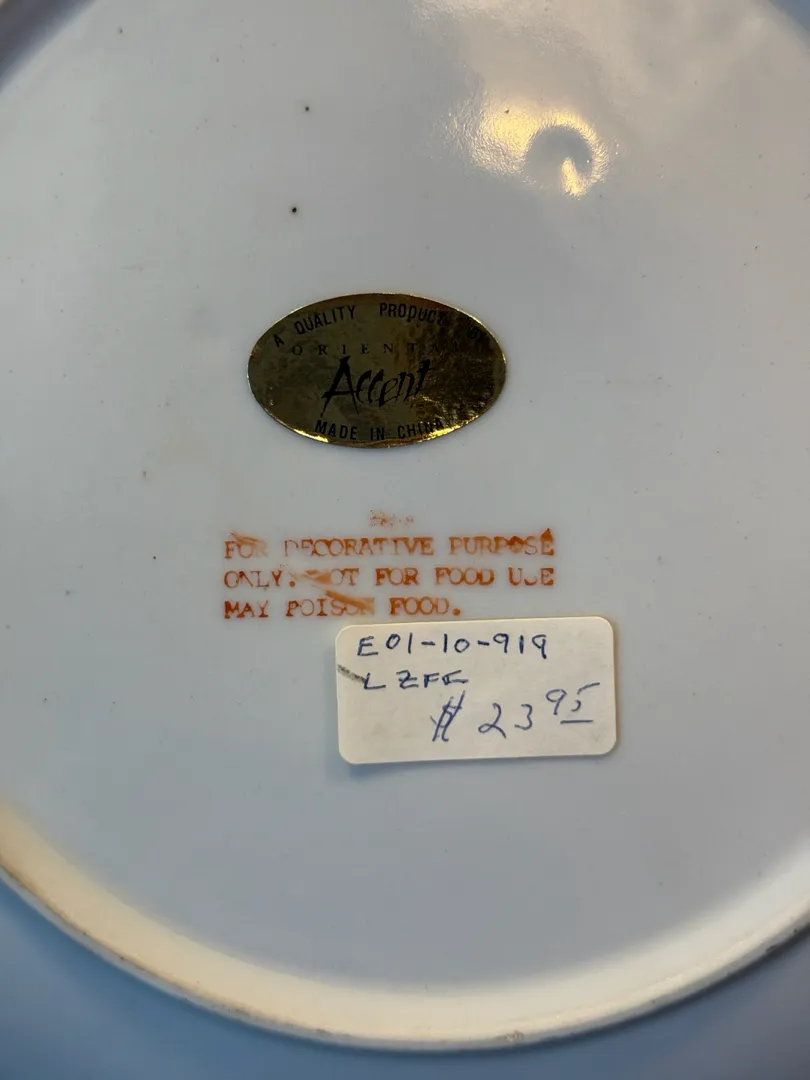 A QUALITY PRODUCT OF
ORIENTAL
Accent
MADE IN CHINA
FOR DECORATIVE PURPOSE
ONLY. NOT FOR FOOD USE
MAY POISON FOOD.
E01-10-919
$ 23.95